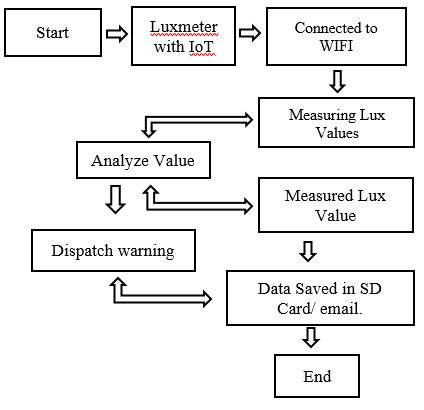 Start
Luxmeter
with IoT
Connected to
WIFI
Measuring Lux
Values
Analyze Value
Measured Lux
Value
Dispatch warning
Data Saved in SD
Card/ email.
End